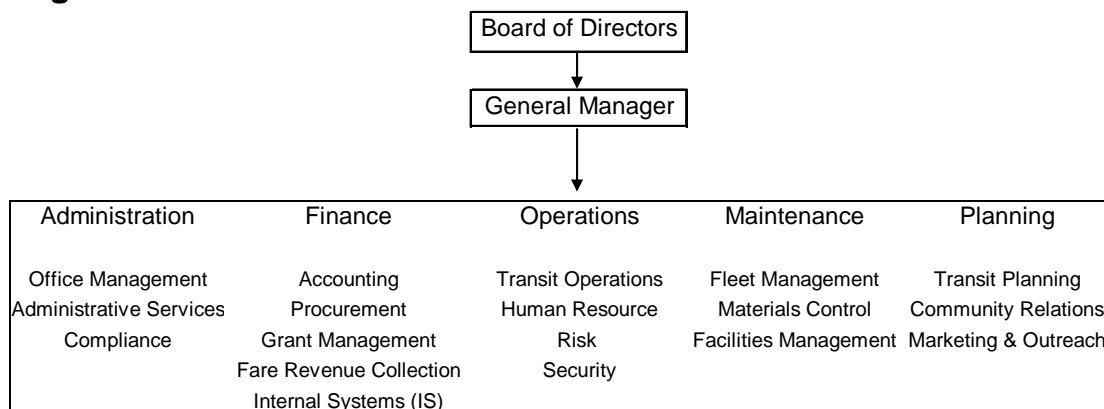 Board of Directors
General Manager
Administration Finance Operations Maintenance Planning
Office Management Accounting Transit Operations Fleet Management Transit Planning
Administrative Services Procurement Human Resource Materials Control Community Relations
Compliance Grant Management Risk Facilities Management Marketing & Outreach
Fare Revenue Collection Security
Internal Systems (IS)